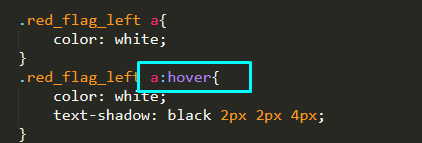 .red_flag_left a{
color: white;
}
.red_flag_left a:hover{
color: white;
text-shadow: black 2px 2px 4px;
}